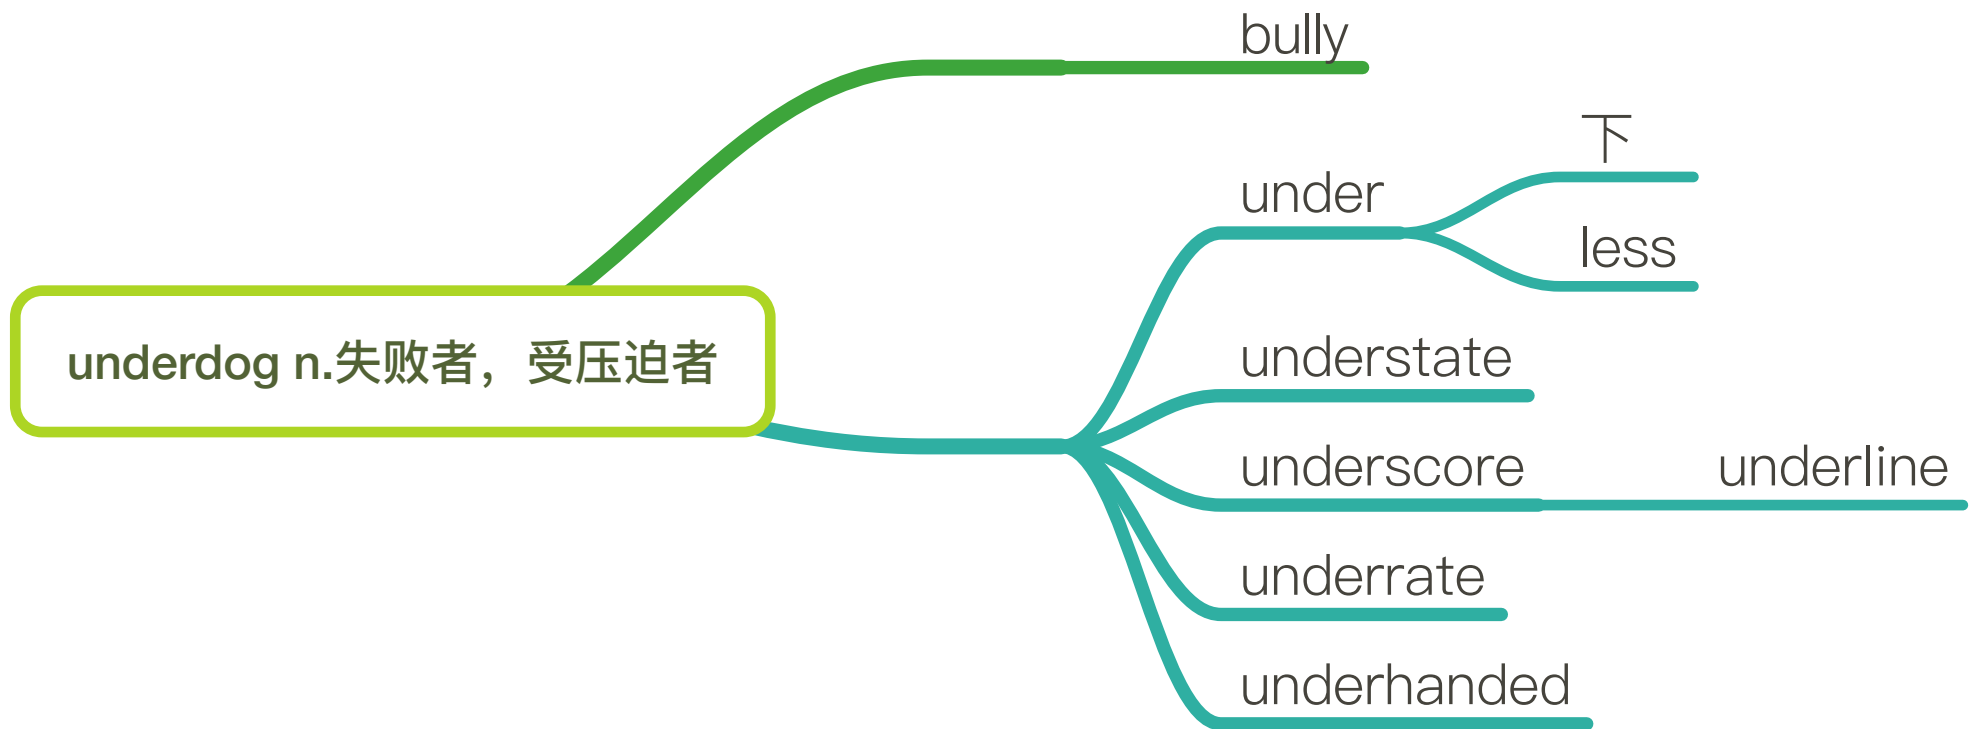 bully
下
under
less
underdog n.失败者，受压迫者
understate
underscore
underline
underrate
underhanded